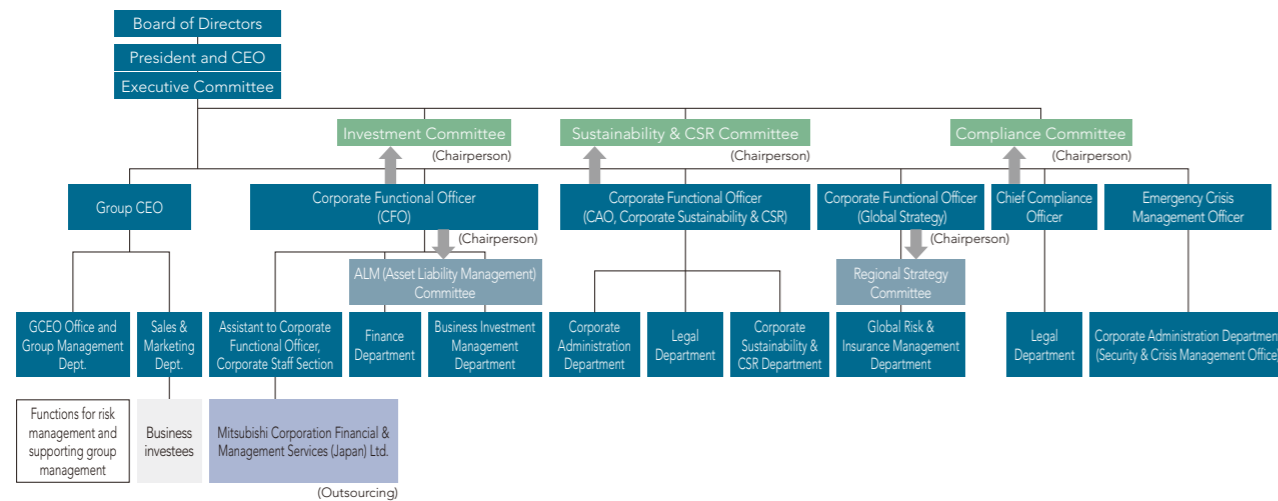 Board of Directors
President and CEO
Executive Committee
Investment Committee
(Chairperson)
Sustainability & CSR Committee
(Chairperson)
Compliance Committee
(Chairperson)
Group CEO
Corporate Functional Officer
(CFO)
Corporate Functional Officer
(CAO, Corporate Sustainability & CSR)
Corporate Functional Officer
(Global Strategy)
Chief Compliance
Officer
Emergency Crisis
Management Officer
(Chairperson)
(Chairperson)
ALM (Asset Liability Management)
Committee
Regional Strategy
Committee
GCEO Office and
Group Management
Dept.
Sales &
Marketing
Dept.
Assistant to Corporate
Functional Officer,
Corporate Staff Section
Finance
Department
Business Investment
Management
Department
Corporate
Administration
Department
Legal
Department
Corporate
Sustainability &
CSR Department
Global Risk &
Insurance Management
Department
Legal
Department
Corporate Administration Department
(Security & Crisis Management Office)
Functions for risk
management and
supporting group
management
Business
investees
Mitsubishi Corporation Financial &
Management Services (Japan) Ltd.
(Outsourcing)